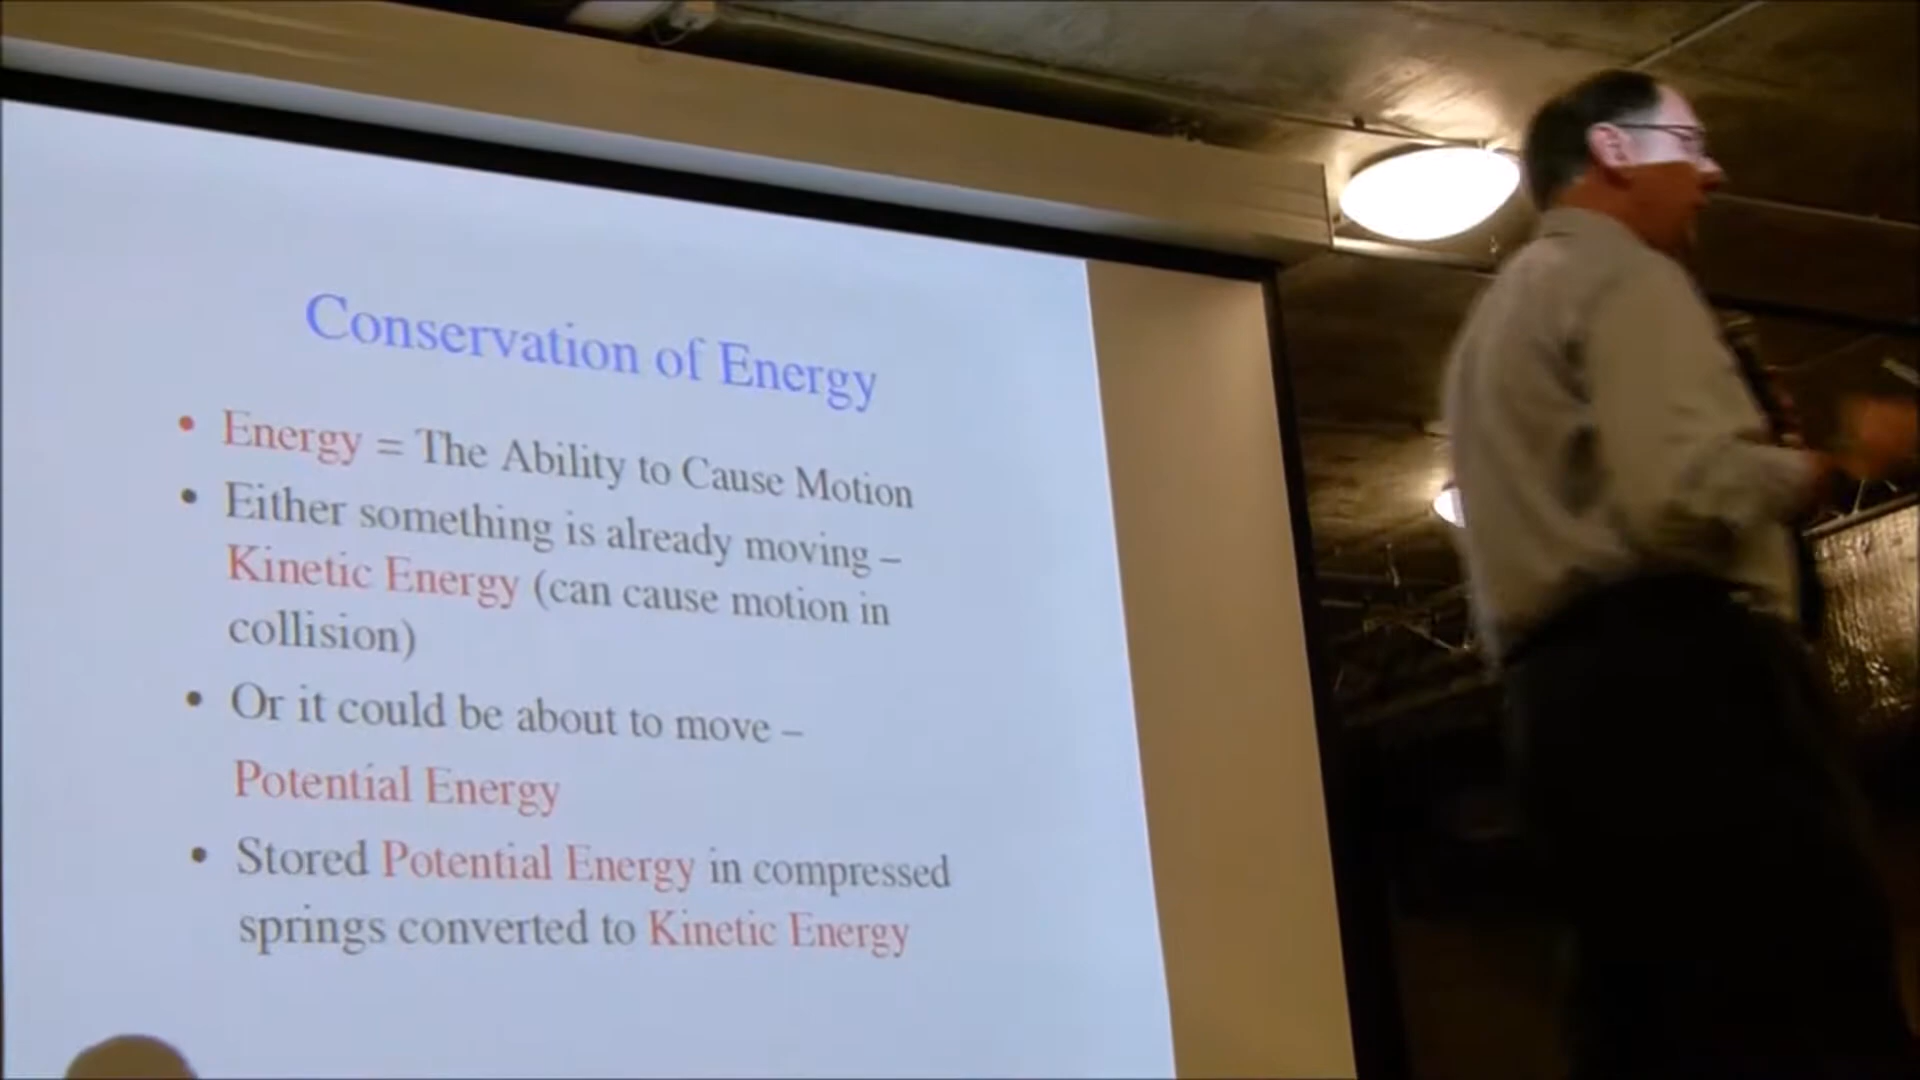 Conservation of Energy
• Energy = The Ability to Cause Motion
• Either something is already moving –
Kinetic Energy (can cause motion in
collision)
• Or it could be about to move –
Potential Energy
• Stored Potential Energy in compressed
springs converted to Kinetic Energy